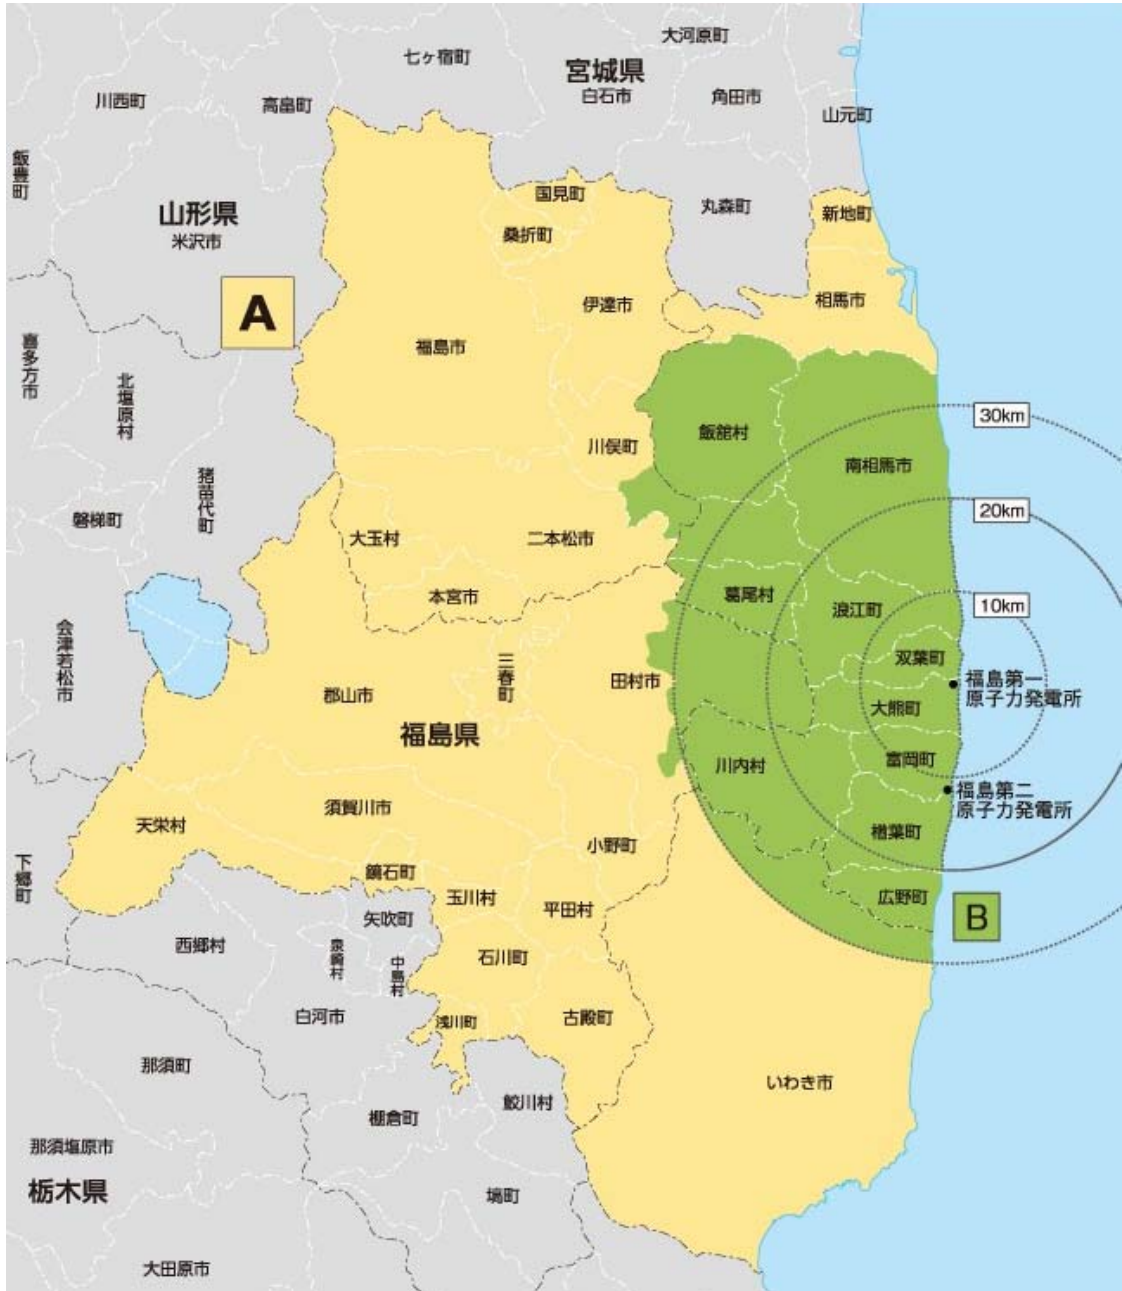 大河原町
七ヶ宿町
宮城県
白石市
角田市
川西町
高畠町
山元町
飯豊町
国見町
丸森町
新地町
山形県
米沢市
桑折町
A
伊達市
相馬市
福島市
喜多方市
北塩原村
30km
飯舘村
川俣町
南相馬市
猪苗代町
20km
磐梯町
大玉村
二本松市
本宮市
葛尾村
浪江町
10km
会津若松市
双葉町
三春町
田村市
福島第一
原子力発電所
郡山市
大熊町
福島県
富岡町
川内村
福島第二
原子力発電所
須賀川市
天栄村
楢葉町
小野町
下郷町
鏡石町
玉川村
平田村
広野町
B
矢吹町
西郷村
泉崎村
中島村
石川町
白河市
浅川町
古殿町
那須町
いわき市
鮫川村
棚倉町
那須塩原市
栃木県
塙町
大田原市